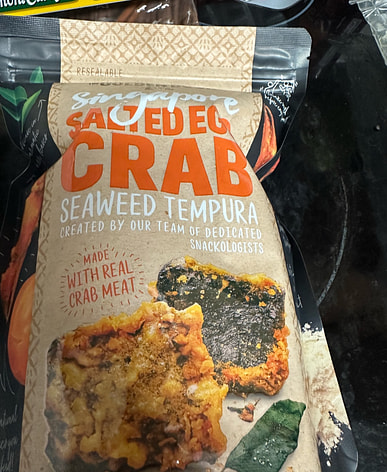 RESEALABLE
Singapore
SALTED EGG
CRAB
SEAWEED TEMPURA
CREATED BY OUR TEAM OF DEDICATED
SNACKOLOGISTS
MADE
WITH REAL
CRAB MEAT